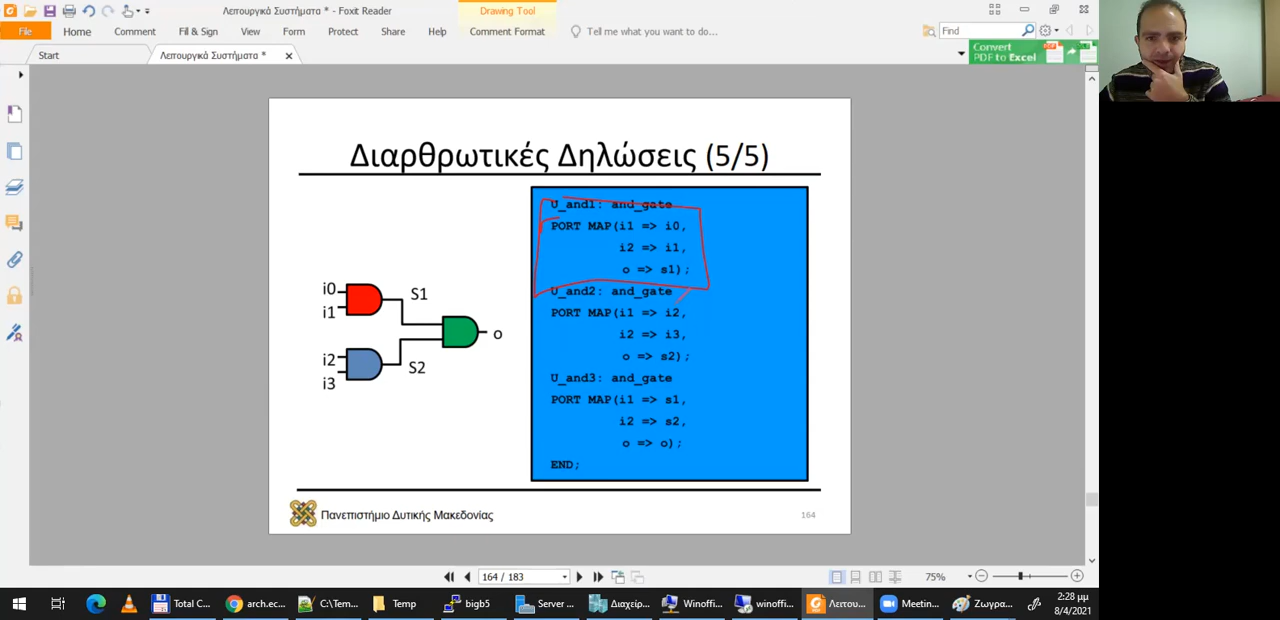 Λειτουργικά Συστήματα * - Foxit Reader
Drawing Tool
File
Home
Comment
Fill & Sign
View
Form
Protect
Share
Help
Comment Format
Tell me what you want to do...
Find
Start
Λειτουργικά Συστήματα *
Convert
PDF to Excel
Διαρθρωτικές Δηλώσεις (5/5)
i0
i1
S1
i2
i3
S2
o
U_and1: and_gate
PORT MAP(i1 => i0,
i2 => i1,
o => s1);
U_and2: and_gate
PORT MAP(i1 => i2,
i2 => i3,
o => s2);
U_and3: and_gate
PORT MAP(i1 => s1,
i2 => s2,
o => o);
END;
Πανεπιστήμιο Δυτικής Μακεδονίας
164
164 / 183
75%
Total C...
arch.ec...
C:\Tem...
Temp
bigb5
Server ...
Διαχείρ...
Winoffi...
winoffi...
Λειτου...
Meetin...
Ζωγρα...
2:28 μμ
8/4/2021